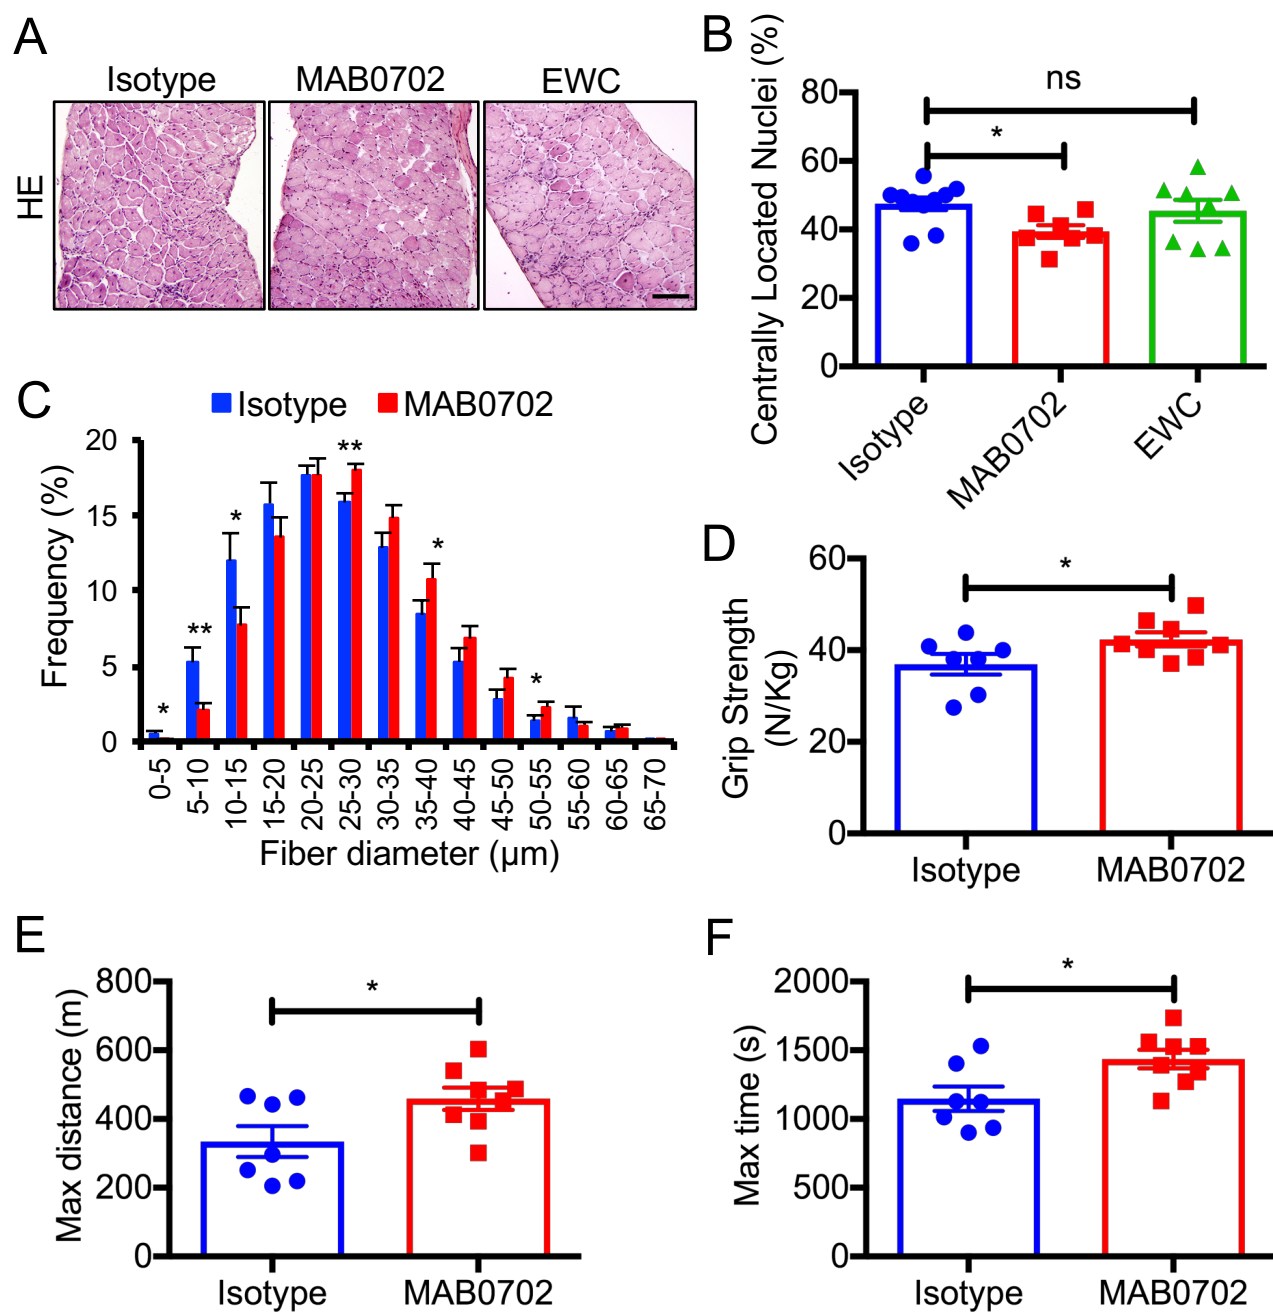 A
Isotype MAB0702 EWC
HE
B
Centrally Located Nuclei (%)
80
60
40
20
0
ns
*
Isotype
MAB0702
EWC
C
Isotype MAB0702
Frequency (%)
20
15
10
5
0
*
**
*
**
*
*
0-5
5-10
10-15
15-20
20-25
25-30
30-35
35-40
40-45
45-50
50-55
55-60
60-65
65-70
Fiber diameter (µm)
D
Grip Strength
(N/Kg)
60
40
20
0
*
Isotype MAB0702
E
Max distance (m)
800
600
400
200
0
*
Isotype MAB0702
F
Max time (s)
2000
1500
1000
500
0
*
Isotype MAB0702